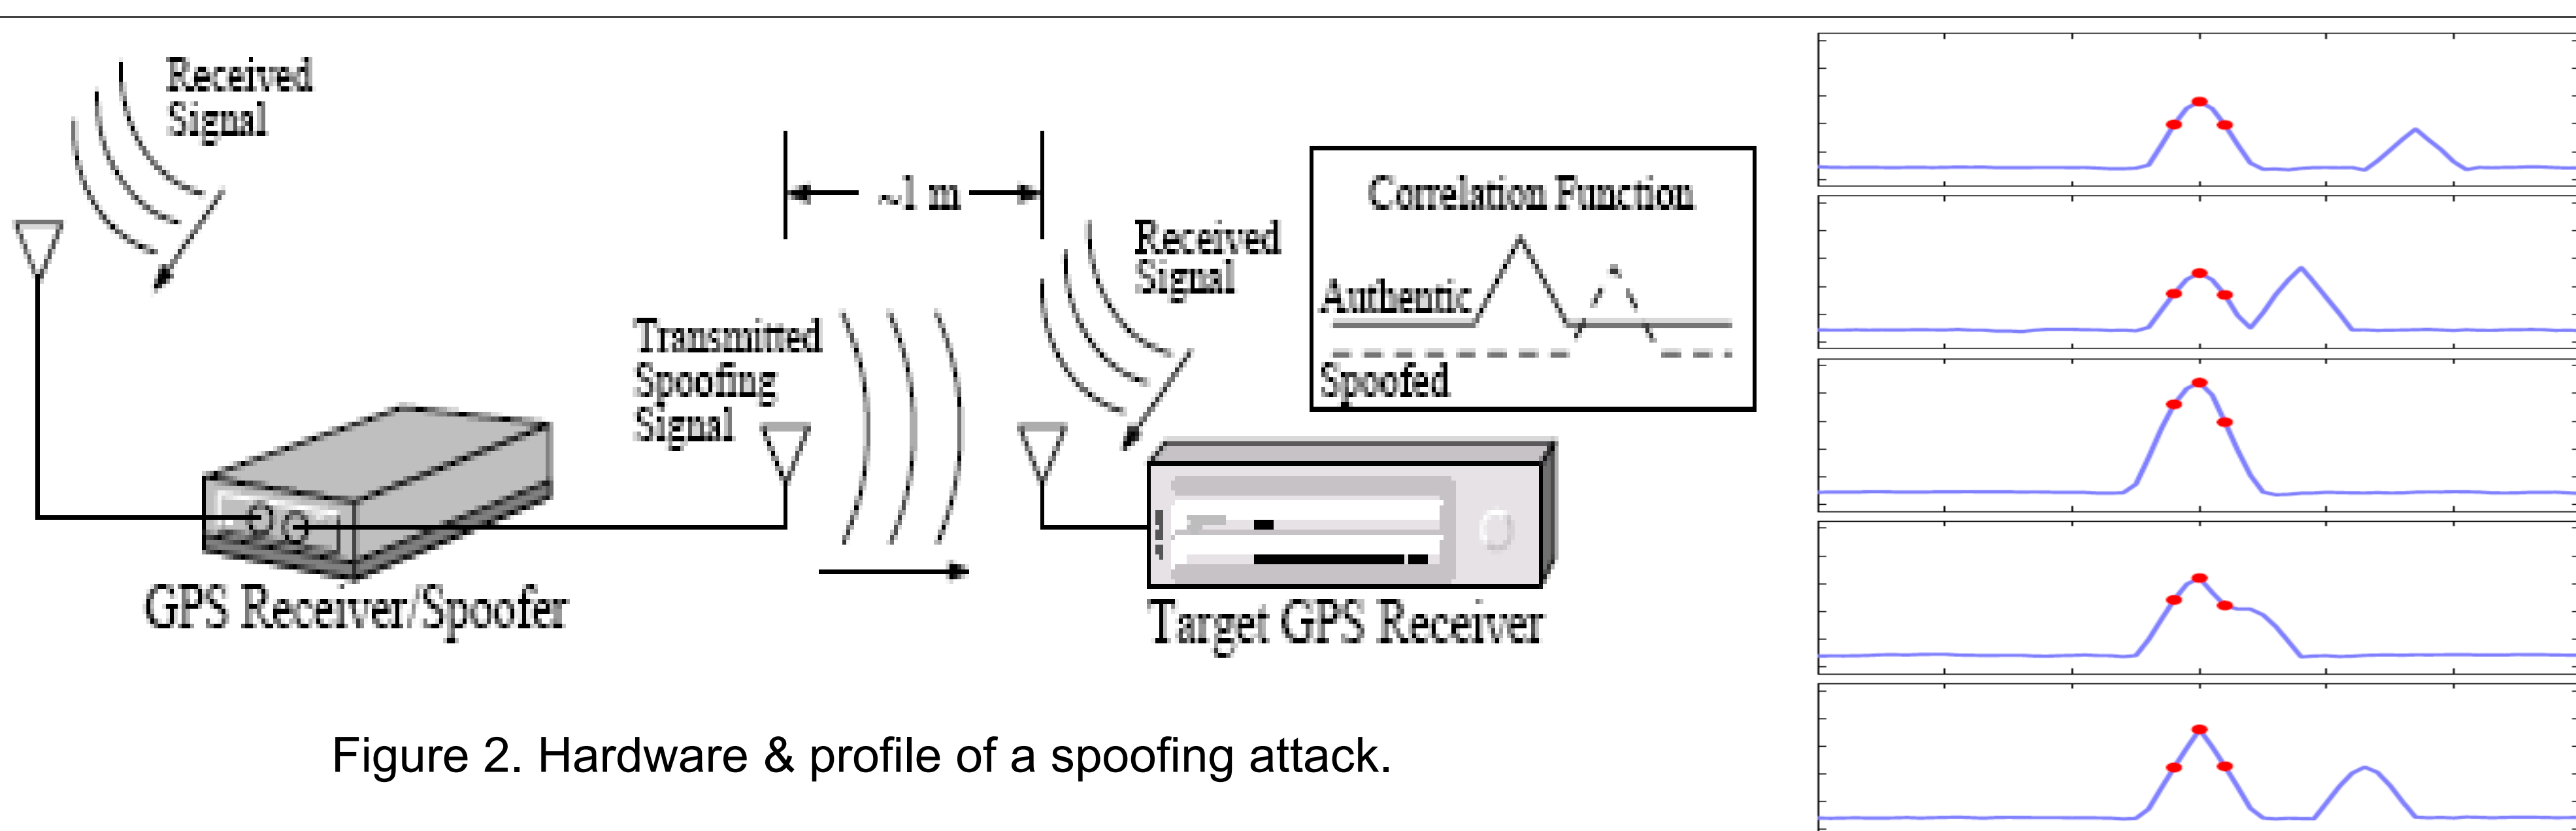 Received
Signal
~1 m
Received
Signal
Correlation Function
Authentic
Spoofed
Transmitted
Spoofing
Signal
GPS Receiver/Spoofer
Target GPS Receiver
Figure 2. Hardware & profile of a spoofing attack.